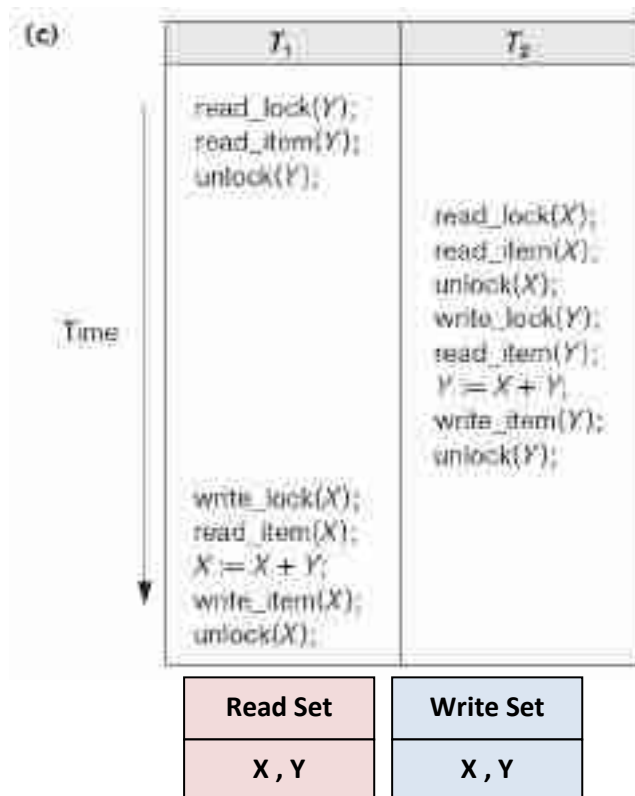 (c)
T1
T2
read_lock(Y);
read_item(Y);
unlock(Y);
read_lock(X);
read_item(X);
unlock(X);
Time
write_lock(Y);
read_item(Y);
Y := X + Y;
write_item(Y);
unlock(Y);
write_lock(X);
read_item(X);
X := X + Y;
write_item(X);
unlock(X);
Read Set
Write Set
X , Y
X , Y